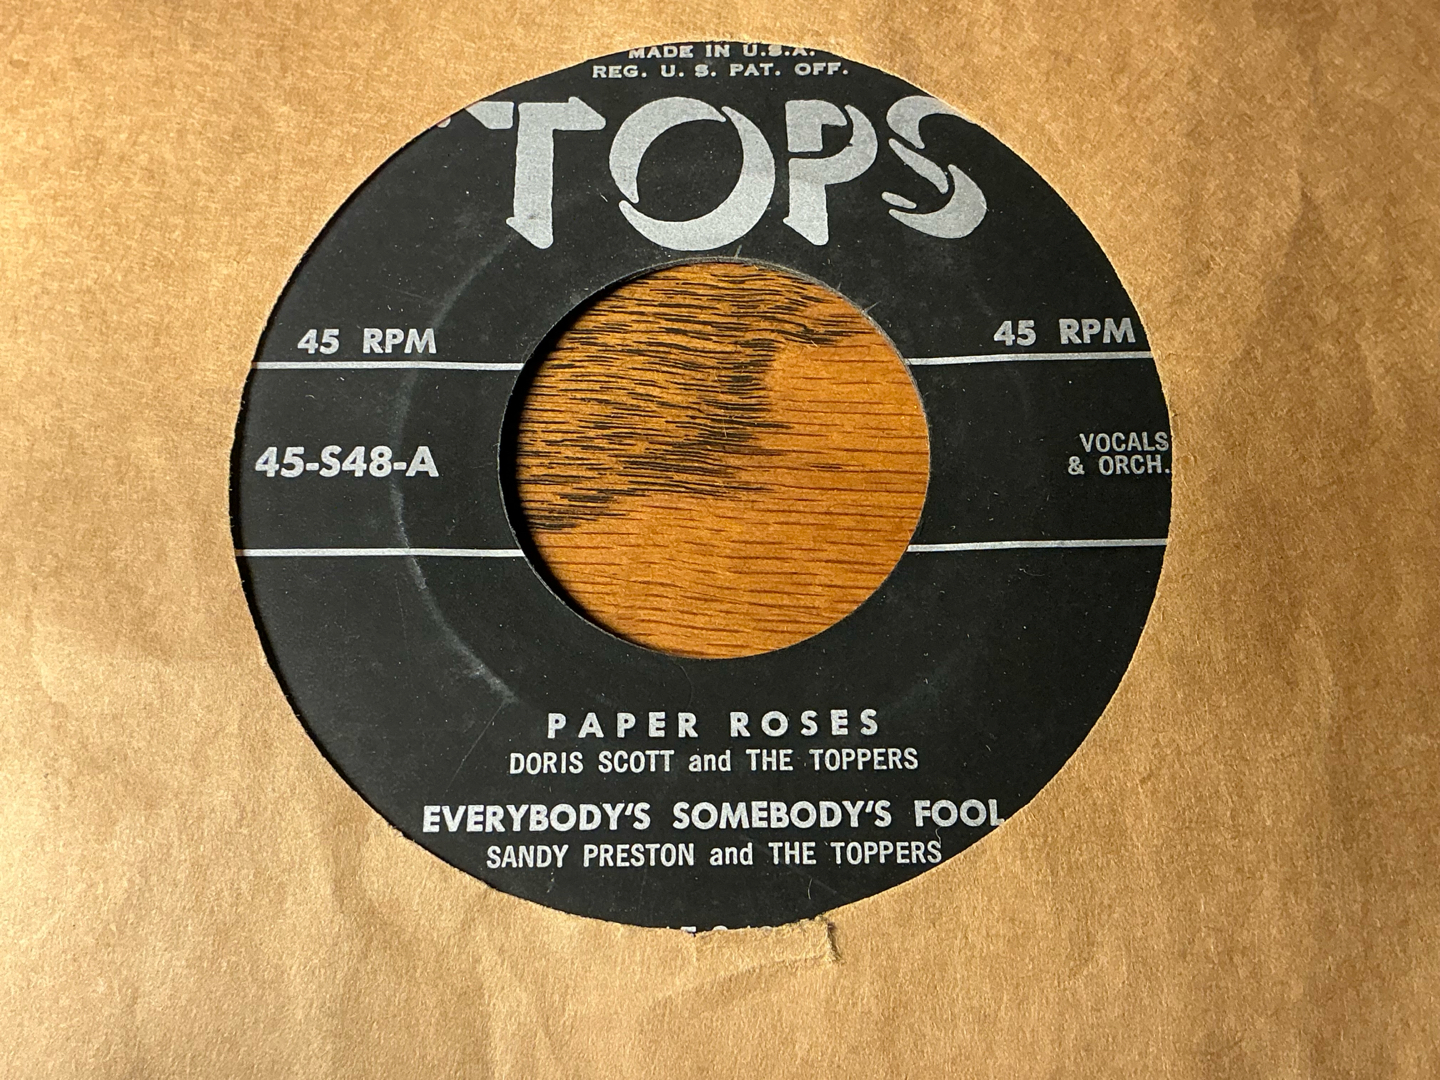 MADE IN U.S.A.
REG. U. S. PAT. OFF.
TOPS
45 RPM
45 RPM
45-S48-A
VOCALS
& ORCH.
PAPER ROSES
DORIS SCOTT and THE TOPPERS
EVERYBODY'S SOMEBODY'S FOOL
SANDY PRESTON and THE TOPPERS